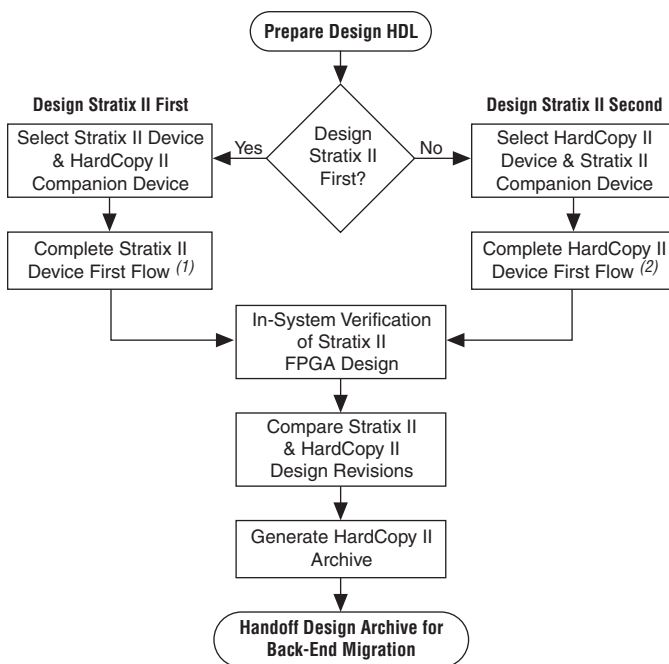 Prepare Design HDL
Design Stratix II First
Design Stratix II Second
Select Stratix II Device
& HardCopy II
Companion Device
Yes
Design
Stratix II
First?
No
Select HardCopy II
Device & Stratix II
Companion Device
Complete Stratix II
Device First Flow (1)
Complete HardCopy II
Device First Flow (2)
In-System Verification
of Stratix II
FPGA Design
Compare Stratix II
& HardCopy II
Design Revisions
Generate HardCopy II
Archive
Handoff Design Archive for
Back-End Migration